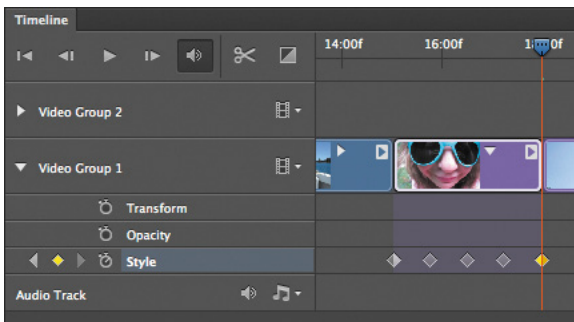 Timeline
14:00f 16:00f
Video Group 2
Video Group 1
Transform
Opacity
Style
Audio Track